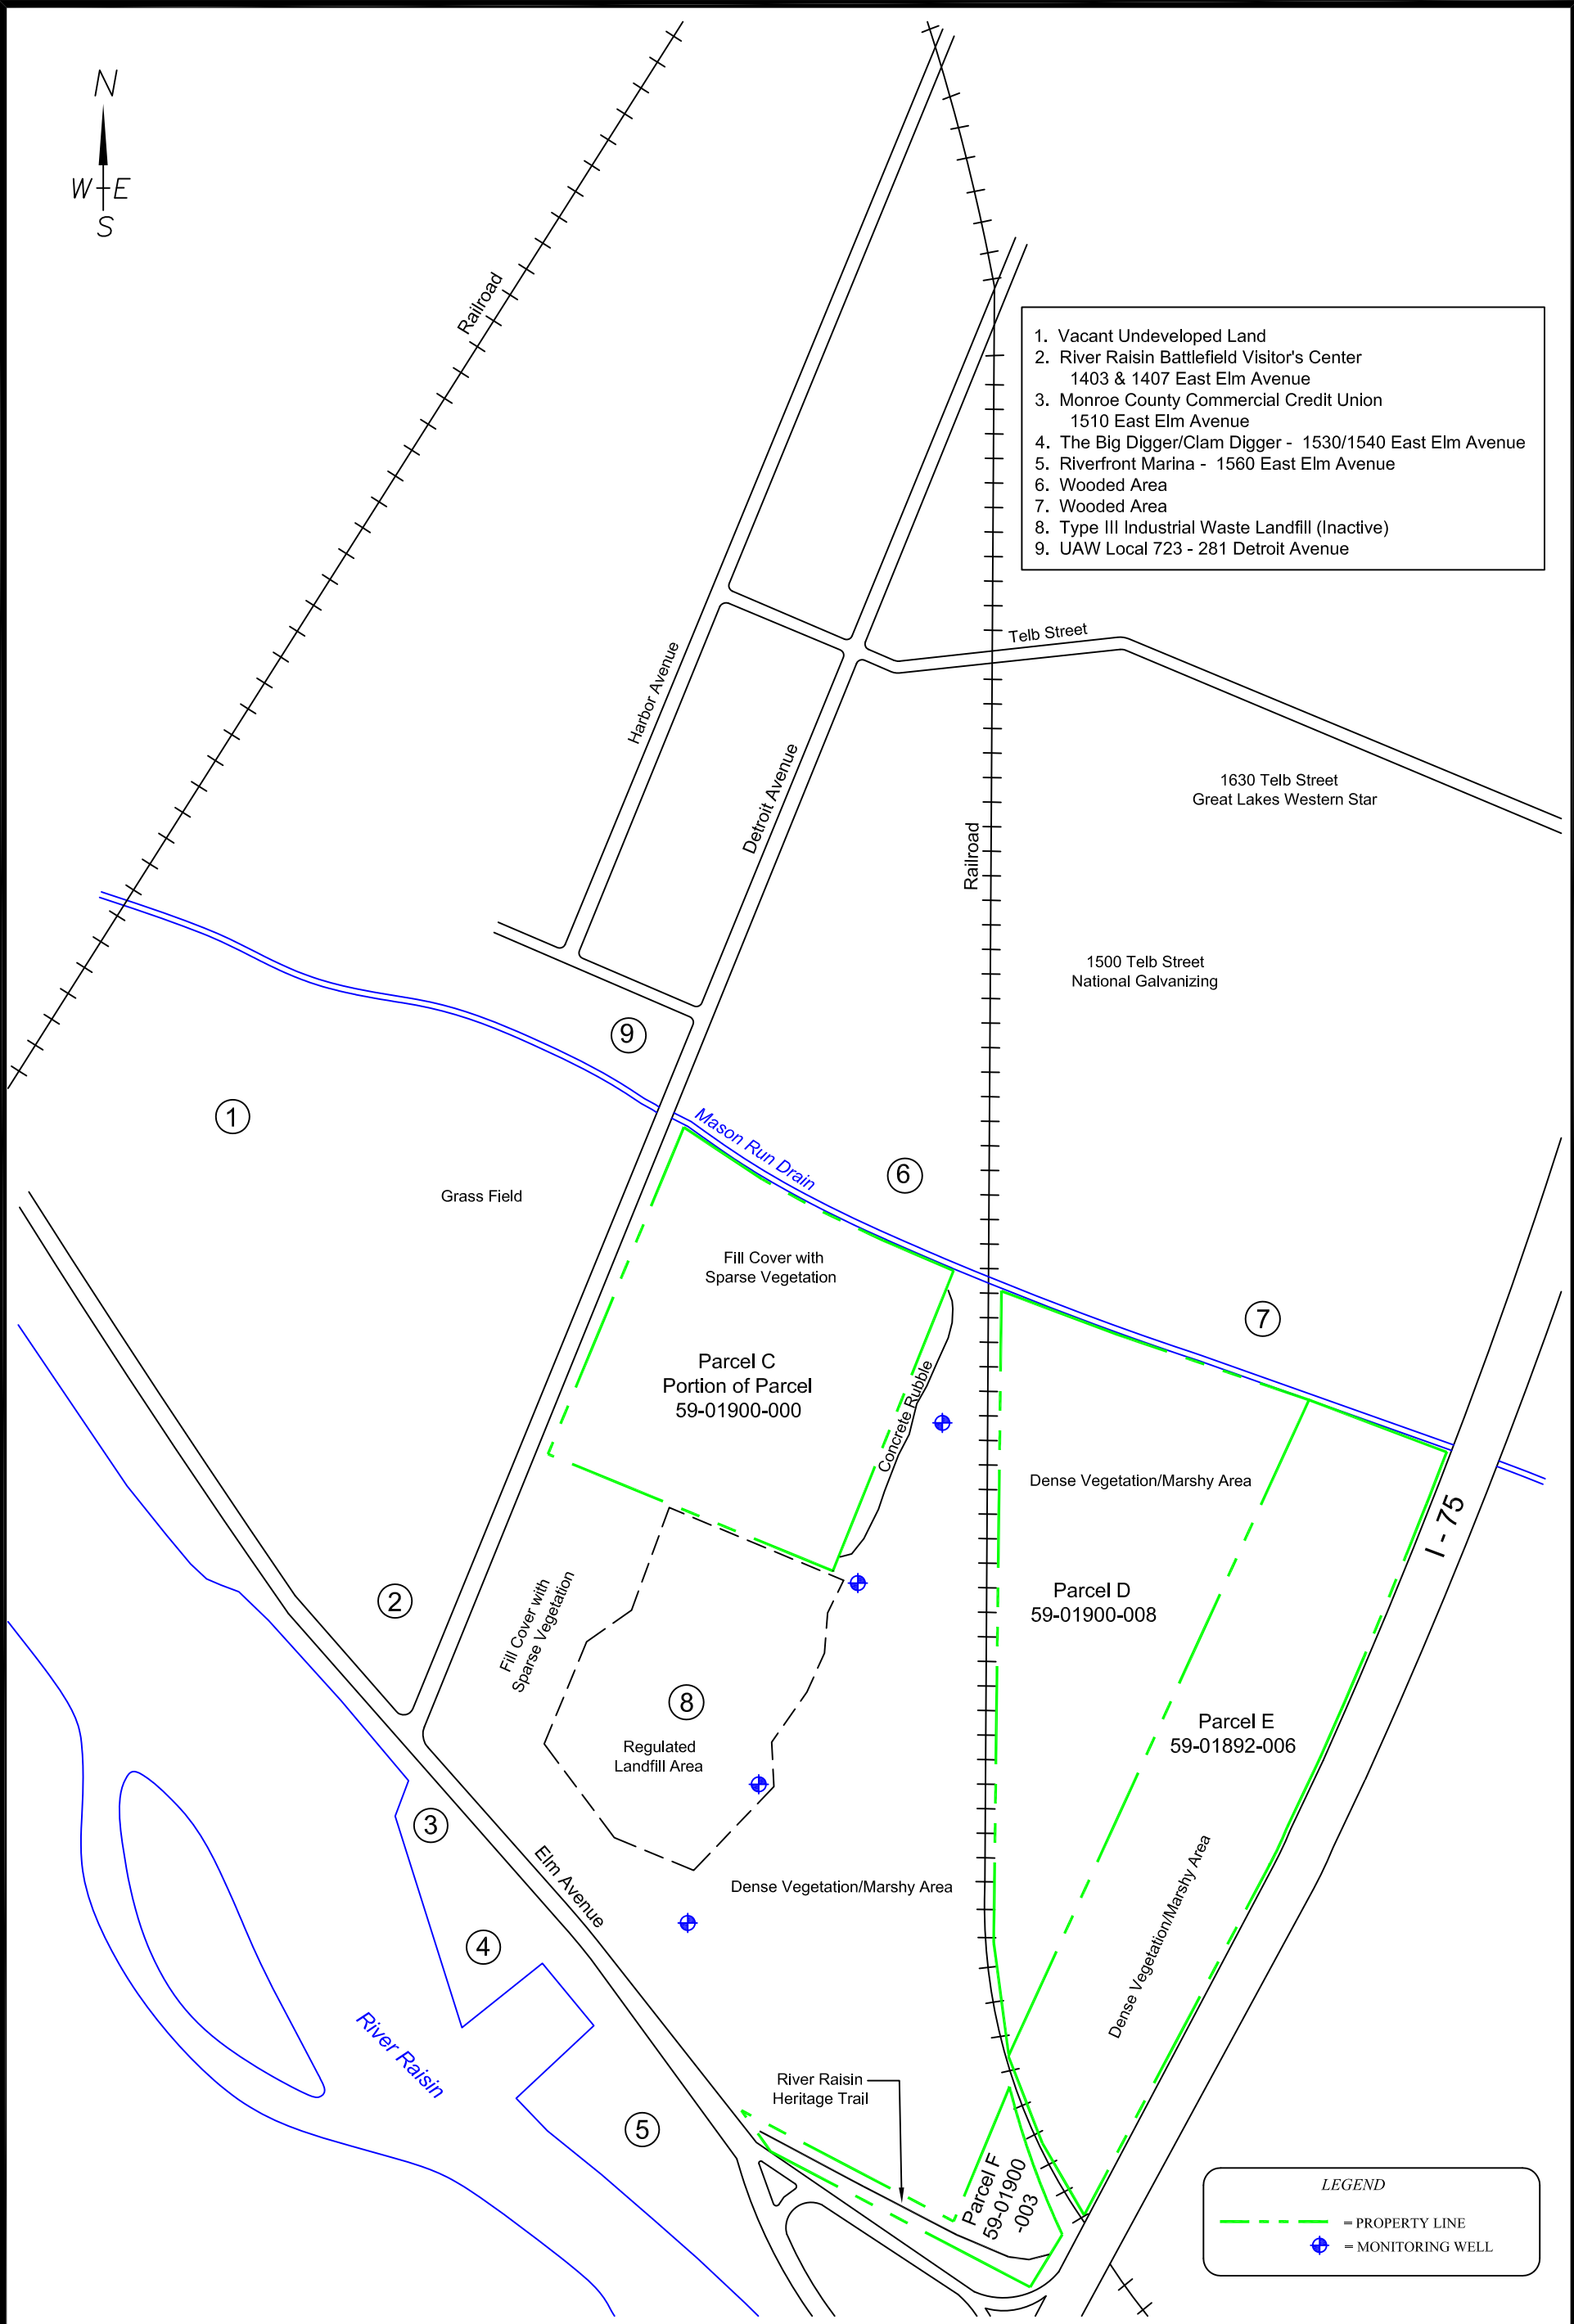 N
W E
S
Railroad
1. Vacant Undeveloped Land
2. River Raisin Battlefield Visitor's Center
1403 & 1407 East Elm Avenue
3. Monroe County Commercial Credit Union
1510 East Elm Avenue
4. The Big Digger/Clam Digger - 1530/1540 East Elm Avenue
5. Riverfront Marina - 1560 East Elm Avenue
6. Wooded Area
7. Wooded Area
8. Type III Industrial Waste Landfill (Inactive)
9. UAW Local 723 - 281 Detroit Avenue
Telb Street
Harbor Avenue
Detroit Avenue
1630 Telb Street
Great Lakes Western Star
Railroad
1500 Telb Street
National Galvanizing
9
1
Mason Run Drain
6
Grass Field
Fill Cover with
Sparse Vegetation
7
Parcel C
Portion of Parcel
59-01900-000
Concrete Rubble
Dense Vegetation/Marshy Area
I - 75
Parcel D
59-01900-008
2
Fill Cover with
Sparse Vegetation
8
Regulated
Landfill Area
Parcel E
59-01892-006
3
Elm Avenue
Dense Vegetation/Marshy Area
Dense Vegetation/Marshy Area
4
River Raisin
River Raisin
Heritage Trail
5
Parcel F
59-01900
-003
LEGEND
= PROPERTY LINE
= MONITORING WELL